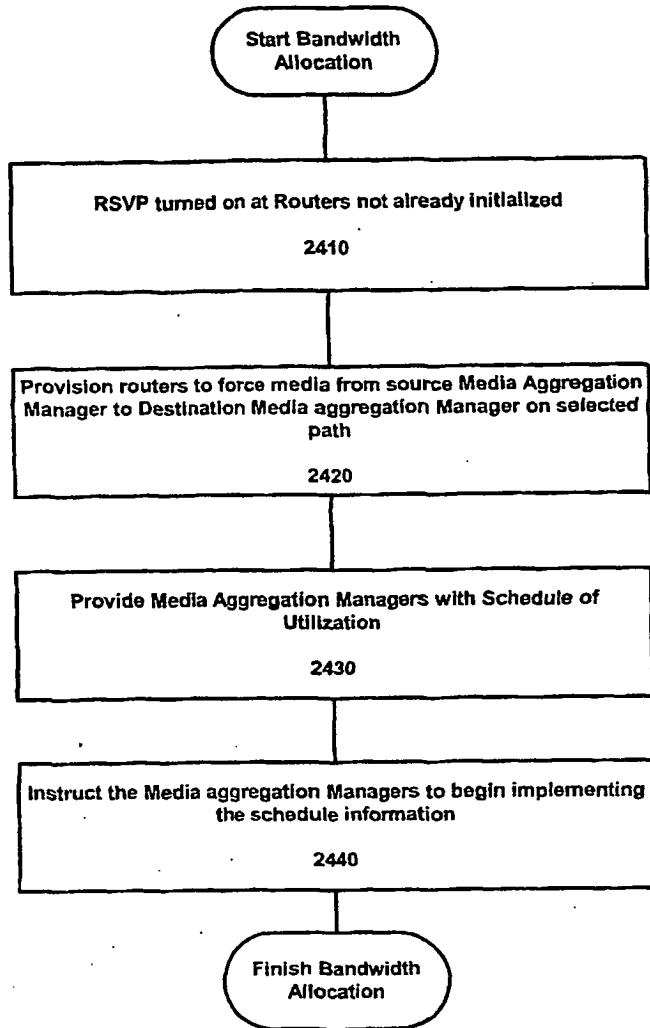 Start Bandwidth
Allocation
RSVP turned on at Routers not already initialized
2410
Provision routers to force media from source Media Aggregation
Manager to Destination Media aggregation Manager on selected
path
2420
Provide Media Aggregation Managers with Schedule of
Utilization
2430
Instruct the Media aggregation Managers to begin implementing
the schedule information
2440
Finish Bandwidth
Allocation